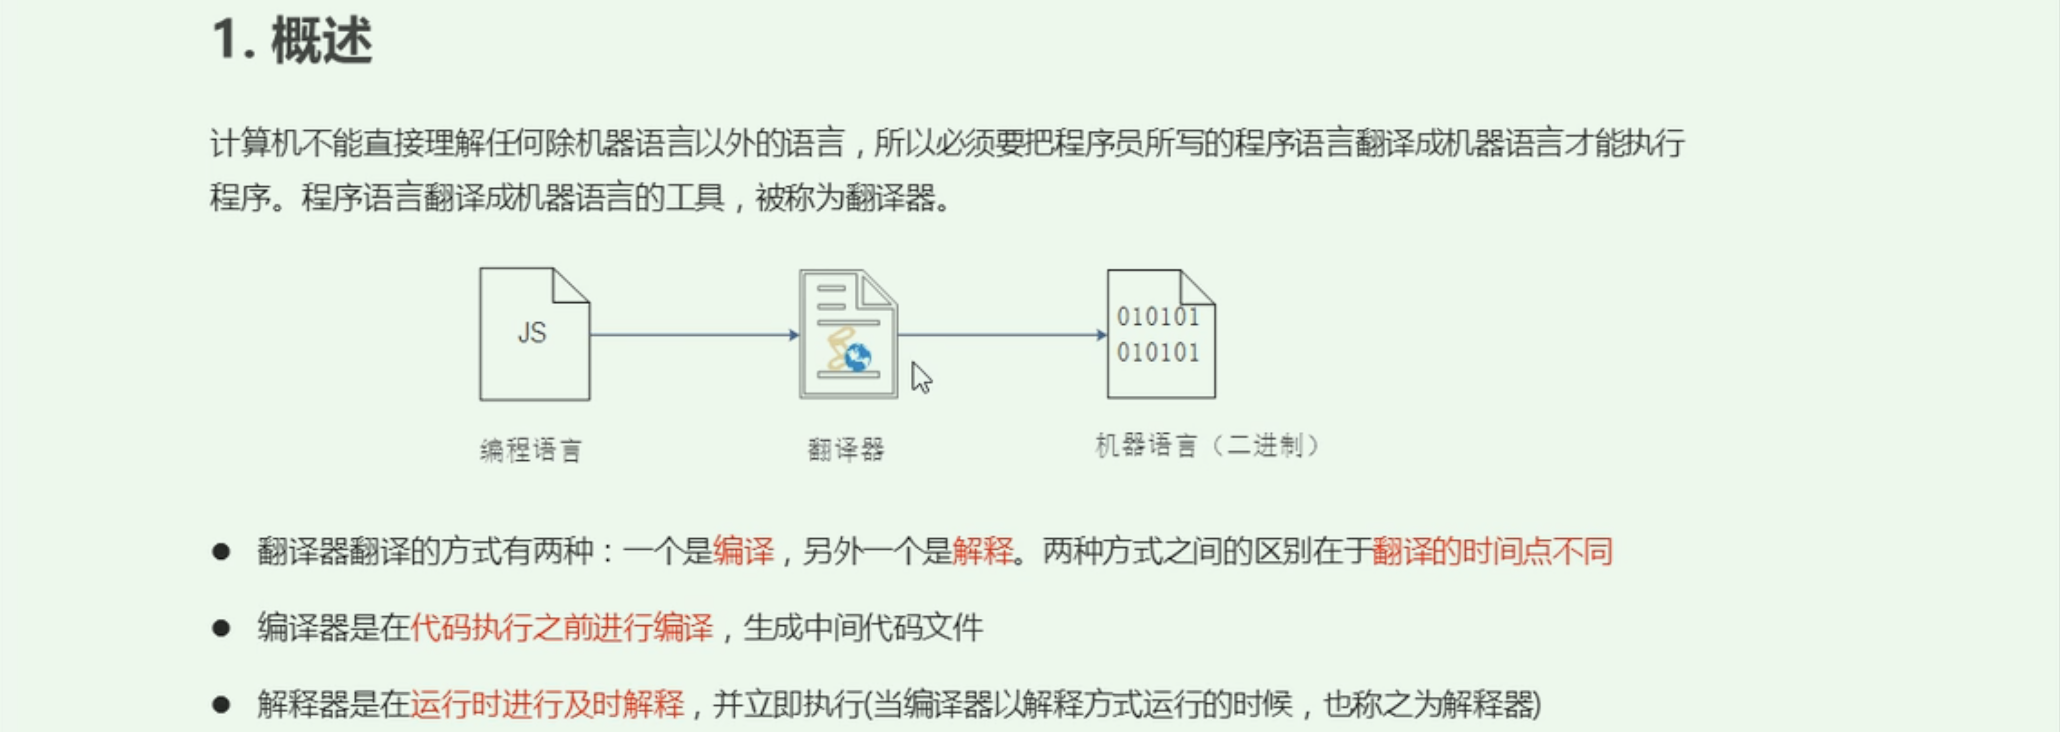 1. 概述
计算机不能直接理解任何除机器语言以外的语言，所以必须要把程序员所写的程序语言翻译成机器语言才能执行
程序。程序语言翻译成机器语言的工具，被称为翻译器。
JS
010101
010101
编程语言
翻译器
机器语言（二进制）
● 翻译器翻译的方式有两种：一个是编译，另外一个是解释。两种方式之间的区别在于翻译的时间点不同
● 编译器是在代码执行之前进行编译，生成中间代码文件
● 解释器是在运行时进行及时解释，并立即执行(当编译器以解释方式运行的时候，也称之为解释器)